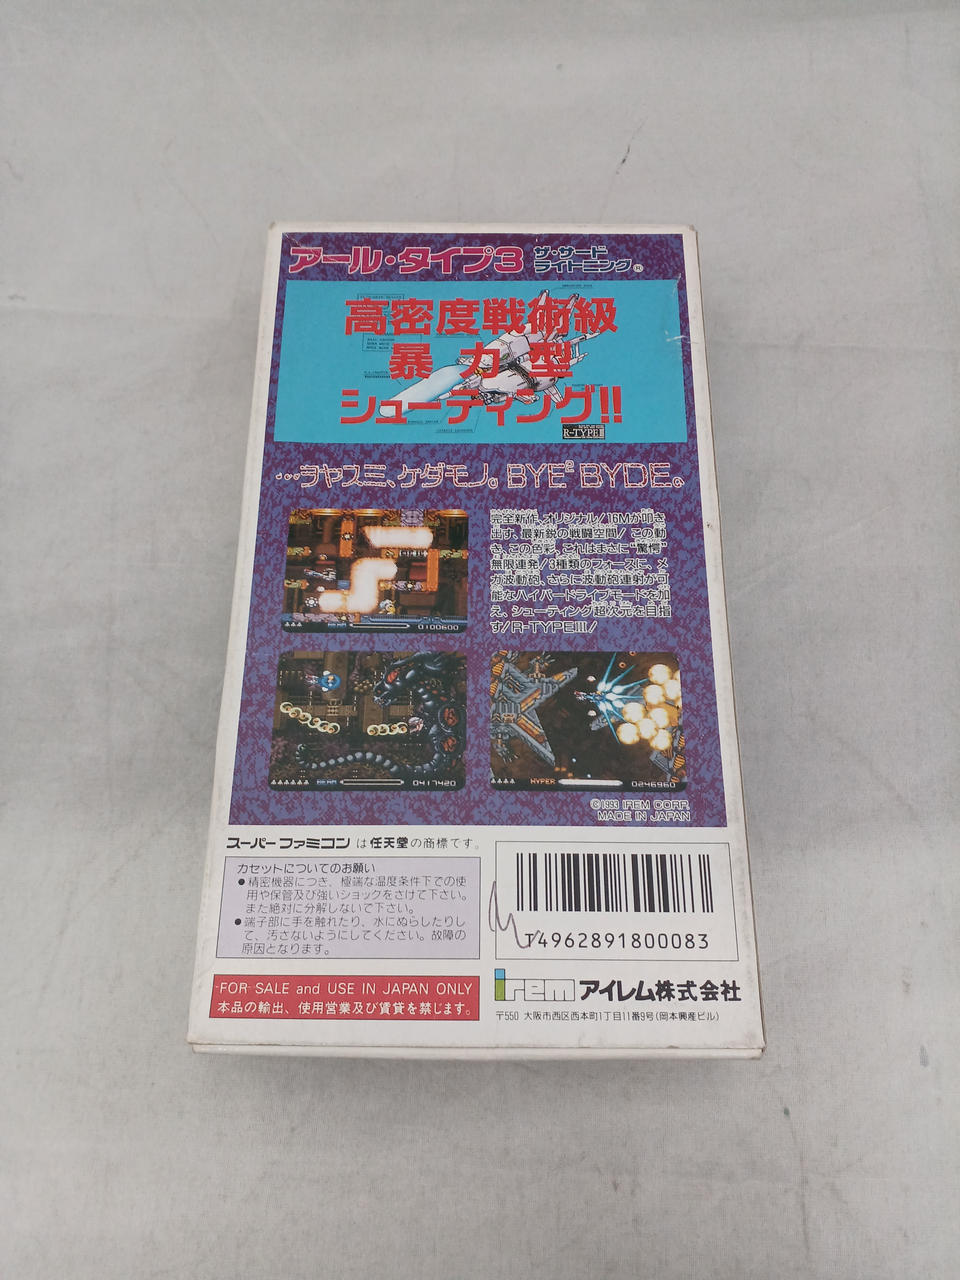 アール・タイプ3 ザ・サード
ライトニング®
高密度戦術級
暴力型
シューティング!!
R-TYPE III
…ヲヤスミ、ケダモノ。BYE² BYDE。
完全新作、オリジナル!16Mが叩き
出す、最新鋭の戦闘空間!この動
き、この色彩、これはまさに“驚愕”
無限連発!3種類のフォースに、メ
ガ波動砲、さらに波動砲連射が可
能なハイパードライブモードを加
え、シューティング超次元を目指
す!R-TYPEIII!
BEAM 0100600
BEAM 0417420
HYPER 0246960
©1993 IREM CORP.
MADE IN JAPAN
スーパーファミコンは任天堂の商標です。
カセットについてのお願い
●精密機器につき、極端な温度条件下での使
用や保管及び強いショックをさけて下さい。
また絶対に分解しないで下さい。
●端子部に手を触れたり、水にぬらしたりし
て、汚さないようにしてください。故障の
原因となります。
T4962891800083
FOR SALE and USE IN JAPAN ONLY
本品の輸出、使用営業及び賃貸を禁じます。
irem アイレム株式会社
〒550 大阪市西区西本町1丁目11番9号(岡本興産ビル)